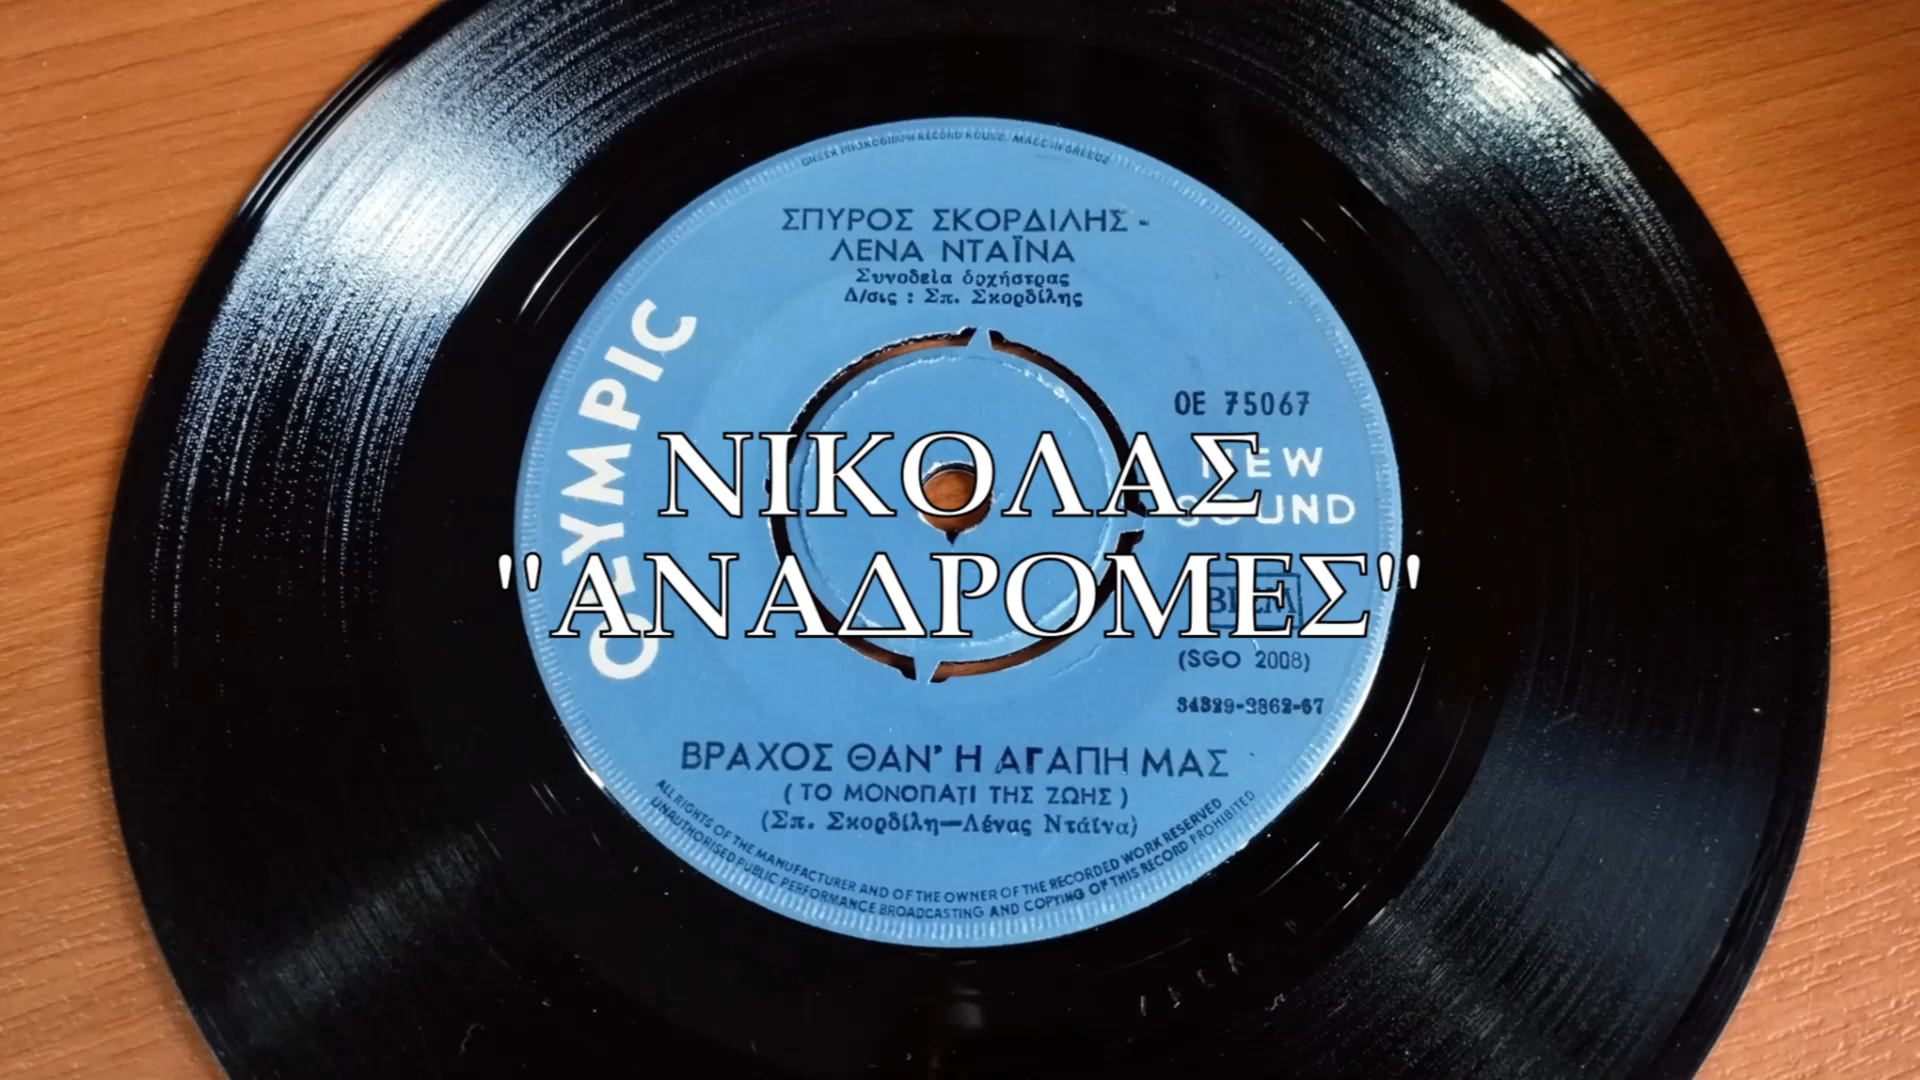 GREEK PHONOGRAPH RECORD HOUSE. MADE IN GREECE
ΣΠΥΡΟΣ ΣΚΟΡΔΙΛΗΣ -
ΛΕΝΑ ΝΤΑΪΝΑ
Συνοδεία ὀρχήστρας
Δ/σις : Σπ. Σκορδίλης
OLYMPIC
OE 75067
NEW
SOUND
ΝΙΚΟΛΑΣ
"ΑΝΑΔΡΟΜΕΣ"
(SGO 2008)
34329-2862-67
ΒΡΑΧΟΣ ΘΑΝ' Η ΑΓΑΠΗ ΜΑΣ
(ΤΟ ΜΟΝΟΠΑΤΙ ΤΗΣ ΖΩΗΣ)
(Σπ. Σκορδίλη—Λένας Ντάϊνα)
ALL RIGHTS OF THE MANUFACTURER AND OF THE OWNER OF THE RECORDED WORK RESERVED
UNAUTHORISED PUBLIC PERFORMANCE BROADCASTING AND COPYING OF THIS RECORD PROHIBITED